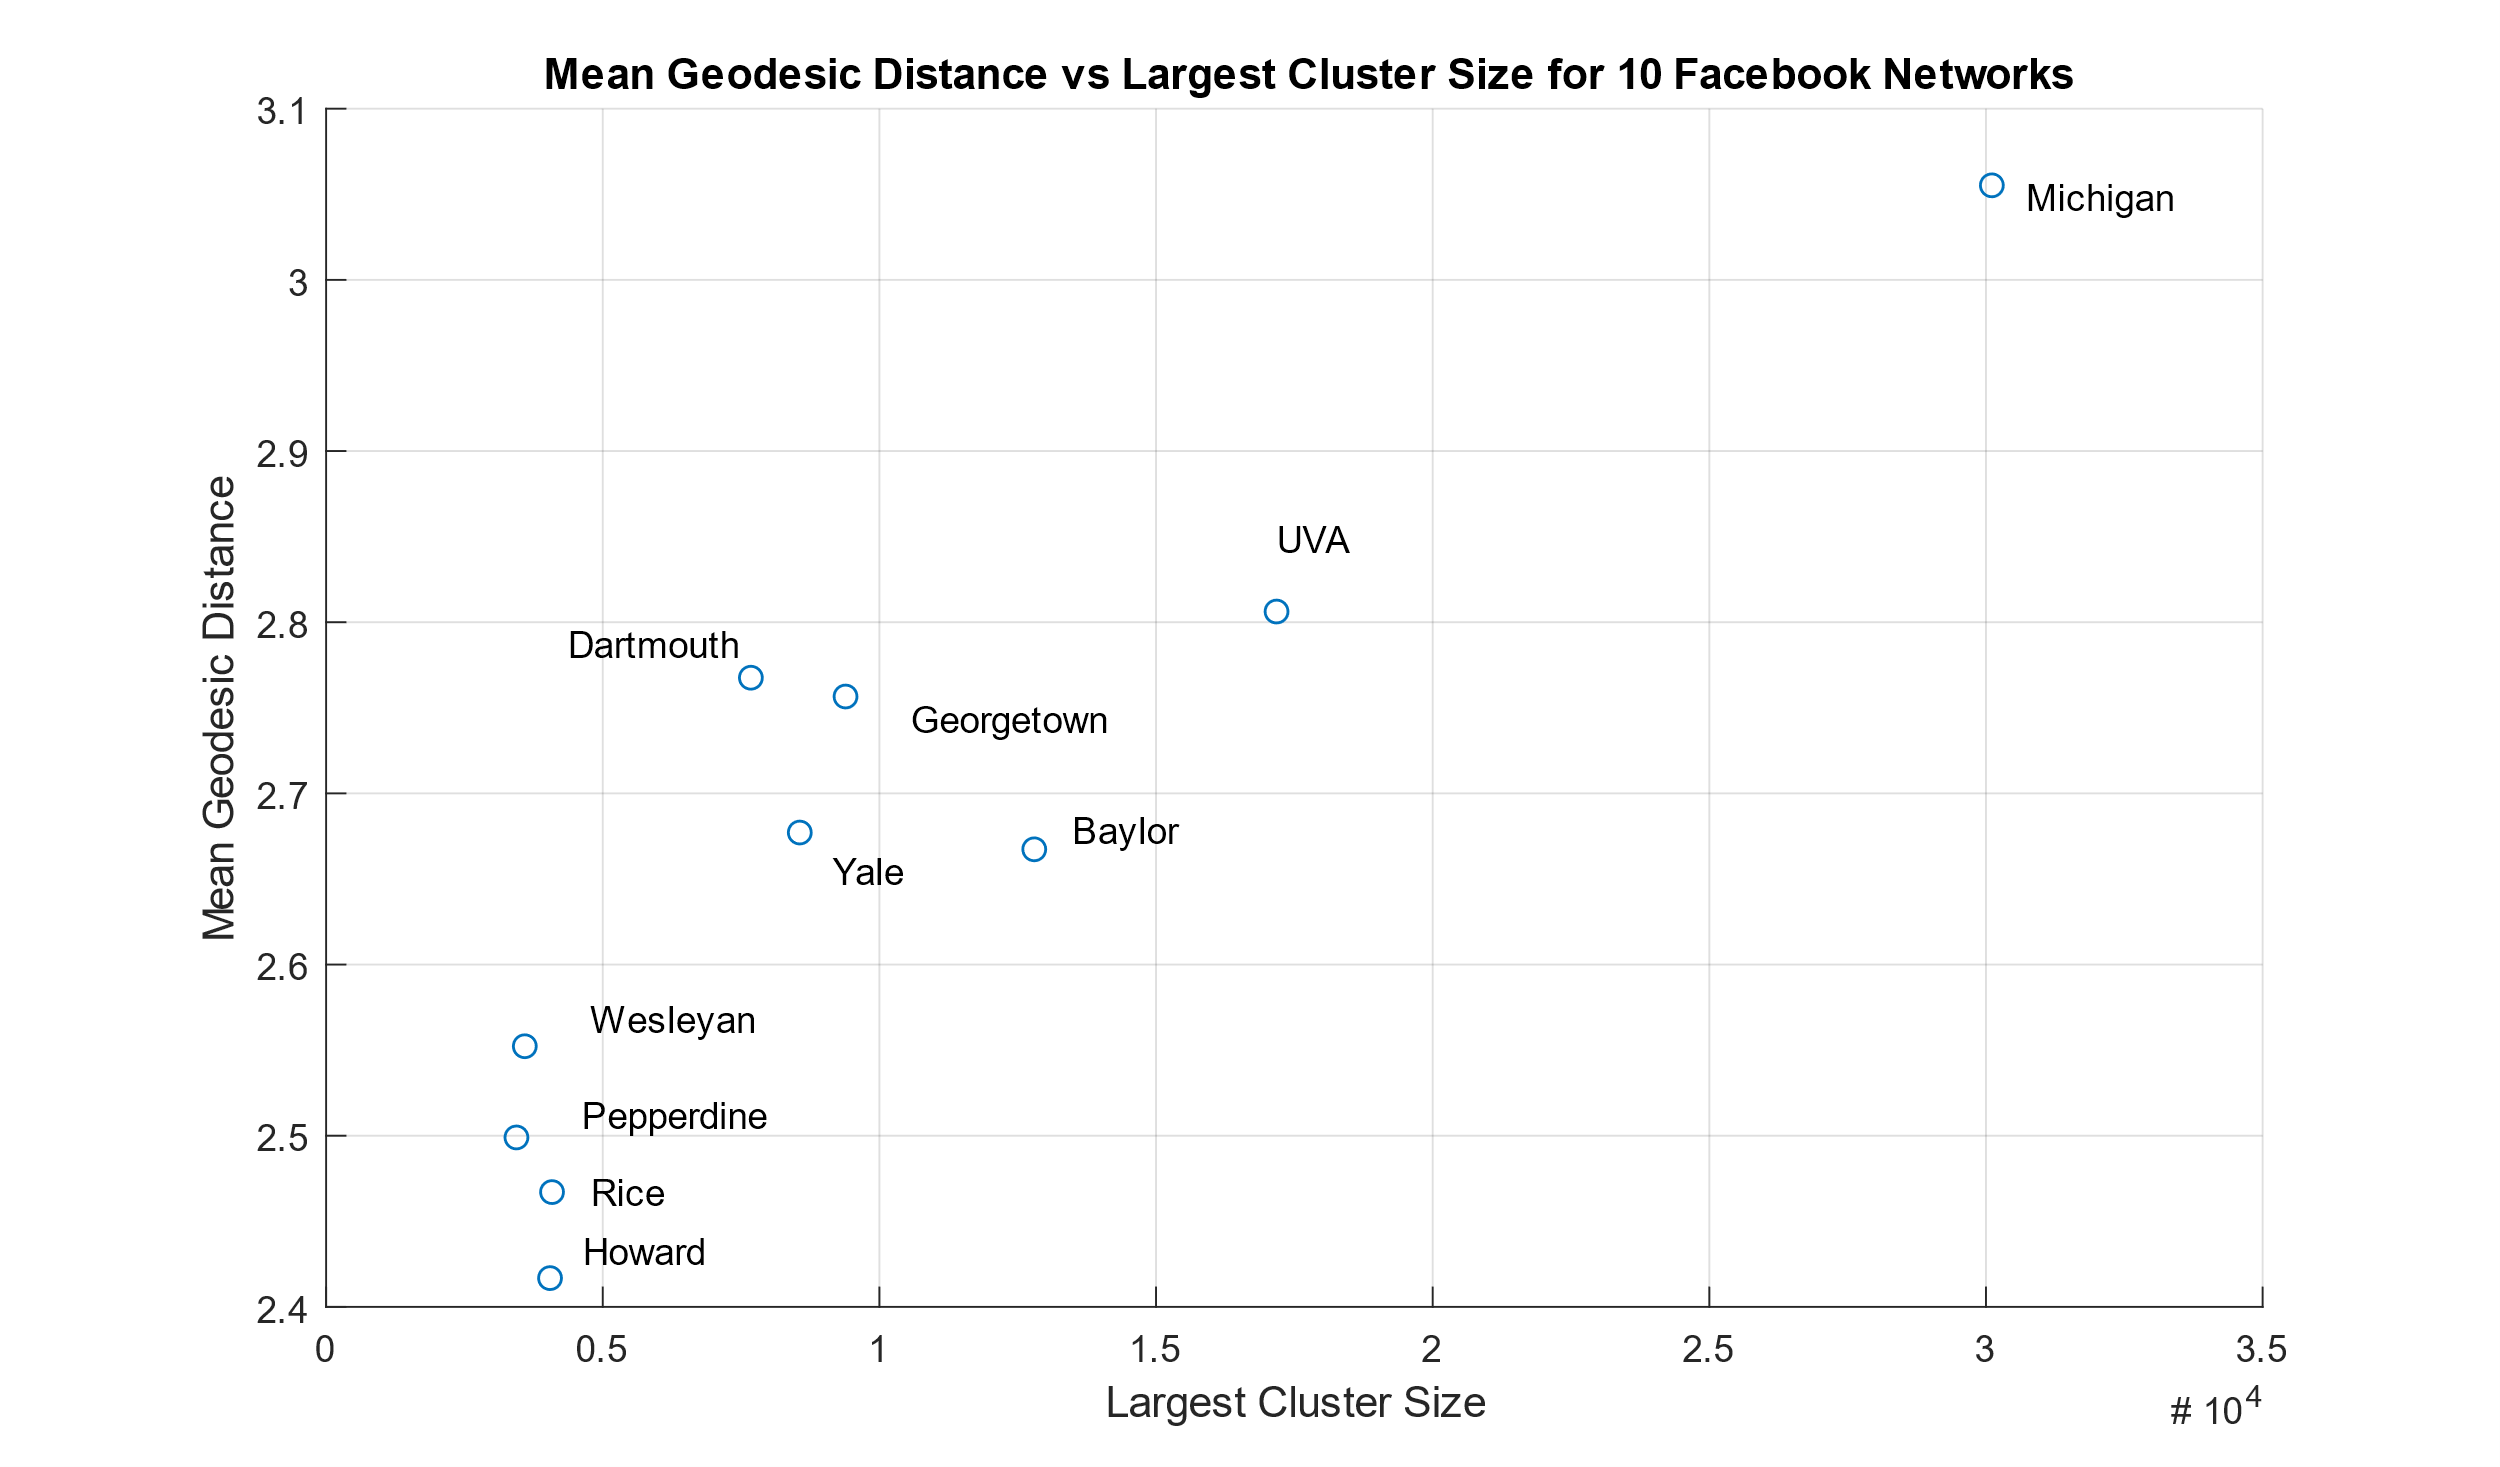 Mean Geodesic Distance vs Largest Cluster Size for 10 Facebook Networks
3.1
3
2.9
2.8
2.7
2.6
2.5
2.4
Mean Geodesic Distance
Michigan
UVA
Dartmouth
Georgetown
Baylor
Yale
Wesleyan
Pepperdine
Rice
Howard
0 0.5 1 1.5 2 2.5 3 3.5
Largest Cluster Size
# 10^4